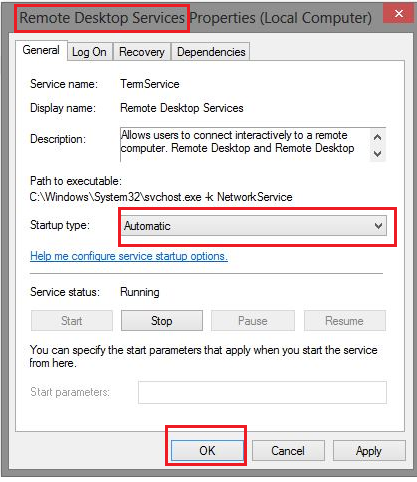 Remote Desktop Services Properties (Local Computer)
General Log On Recovery Dependencies
Service name: TermService
Display name: Remote Desktop Services
Description: Allows users to connect interactively to a remote
computer. Remote Desktop and Remote Desktop
Path to executable:
C:\Windows\System32\svchost.exe -k NetworkService
Startup type: Automatic
Help me configure service startup options.
Service status: Running
Start Stop Pause Resume
You can specify the start parameters that apply when you start the service
from here.
Start parameters:
OK Cancel Apply